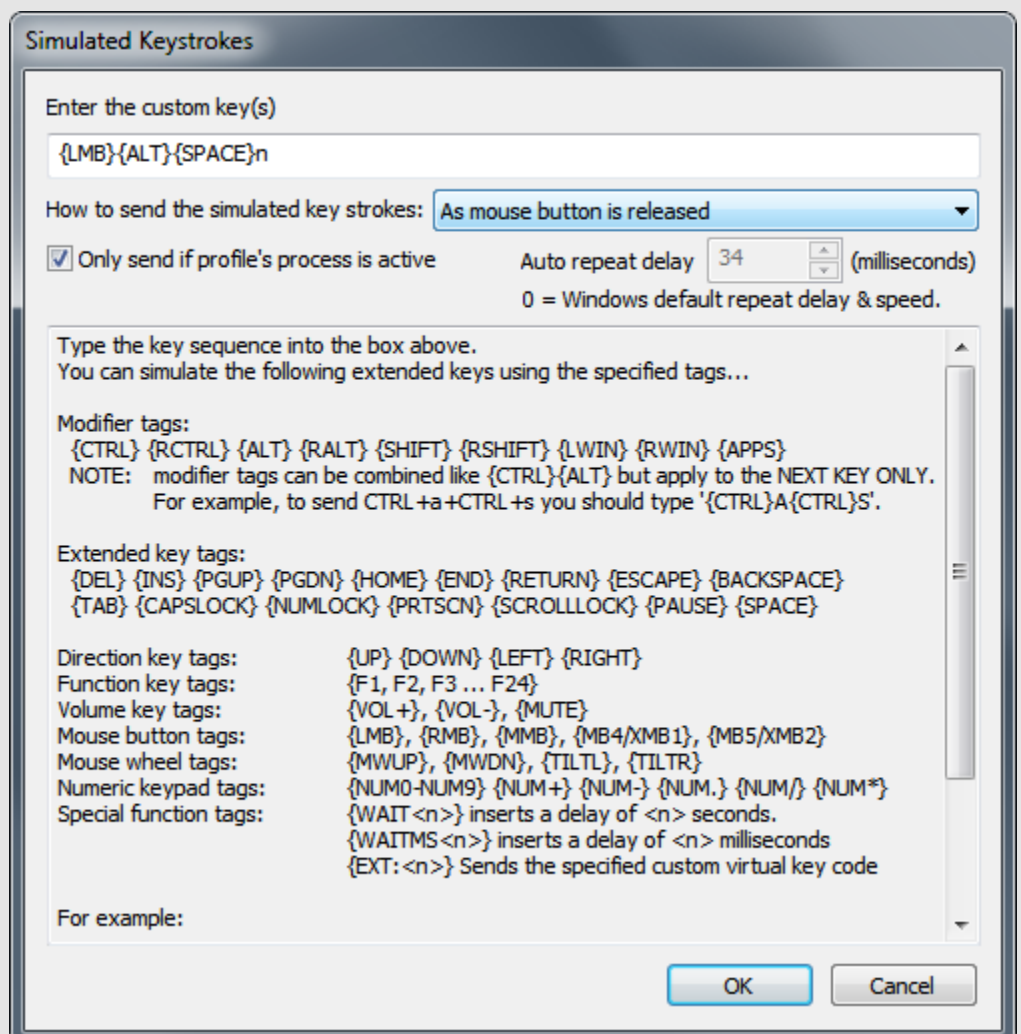 Simulated Keystrokes
Enter the custom key(s)
{LMB}{ALT}{SPACE}n
How to send the simulated key strokes: As mouse button is released
Only send if profile's process is active Auto repeat delay 34 (milliseconds)
0 = Windows default repeat delay & speed.
Type the key sequence into the box above.
You can simulate the following extended keys using the specified tags...
Modifier tags:
{CTRL} {RCTRL} {ALT} {RALT} {SHIFT} {RSHIFT} {LWIN} {RWIN} {APPS}
NOTE: modifier tags can be combined like {CTRL}{ALT} but apply to the NEXT KEY ONLY.
For example, to send CTRL+a+CTRL+s you should type '{CTRL}A{CTRL}S'.
Extended key tags:
{DEL} {INS} {PGUP} {PGDN} {HOME} {END} {RETURN} {ESCAPE} {BACKSPACE}
{TAB} {CAPSLOCK} {NUMLOCK} {PRTSCN} {SCROLLLOCK} {PAUSE} {SPACE}
Direction key tags: {UP} {DOWN} {LEFT} {RIGHT}
Function key tags: {F1, F2, F3 ... F24}
Volume key tags: {VOL+}, {VOL-}, {MUTE}
Mouse button tags: {LMB}, {RMB}, {MMB}, {MB4/XMB1}, {MB5/XMB2}
Mouse wheel tags: {MWUP}, {MWDN}, {TILTL}, {TILTR}
Numeric keypad tags: {NUM0-NUM9} {NUM+} {NUM-} {NUM.} {NUM/} {NUM*}
Special function tags: {WAIT<n>} inserts a delay of <n> seconds.
{WAITMS<n>} inserts a delay of <n> milliseconds
{EXT:<n>} Sends the specified custom virtual key code
For example:
OK Cancel